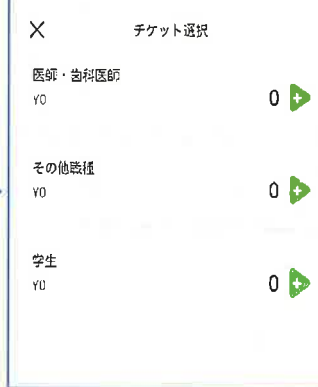 × チケット選択
医師・歯科医師
¥0 0 +
その他職種
¥0 0 +
学生
¥0 0 +